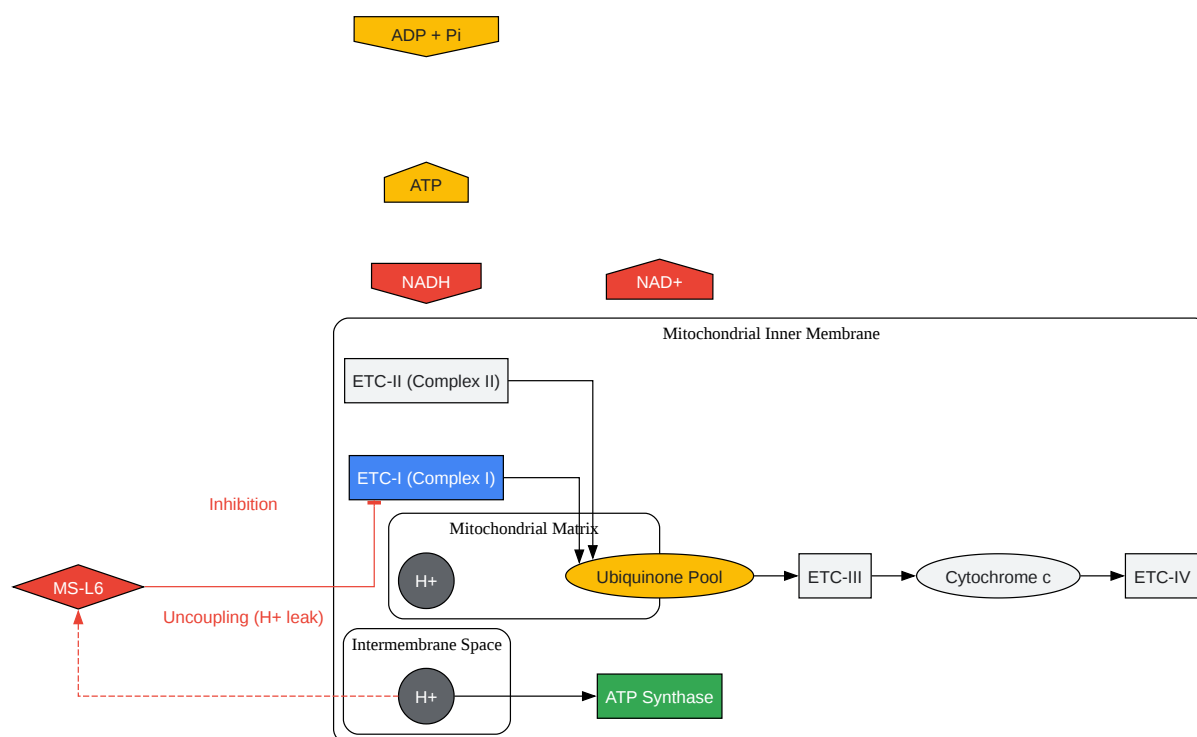 ADP + Pi
ATP
NADH
NAD+
Mitochondrial Inner Membrane
ETC-II (Complex II)
ETC-I (Complex I)
Inhibition
Mitochondrial Matrix
H+
Ubiquinone Pool
ETC-III
Cytochrome c
ETC-IV
MS-L6
Uncoupling (H+ leak)
Intermembrane Space
H+
ATP Synthase